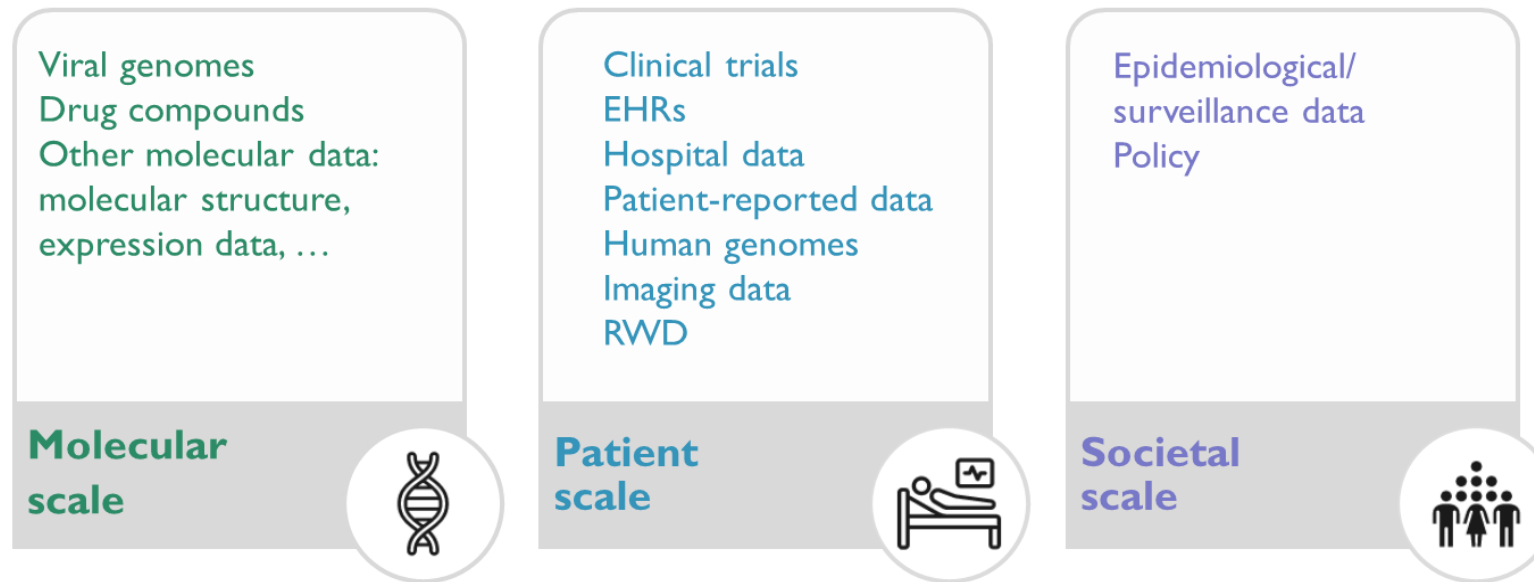 Viral genomes
Drug compounds
Other molecular data:
molecular structure,
expression data, …
Molecular
scale
Clinical trials
EHRs
Hospital data
Patient-reported data
Human genomes
Imaging data
RWD
Patient
scale
Epidemiological/
surveillance data
Policy
Societal
scale